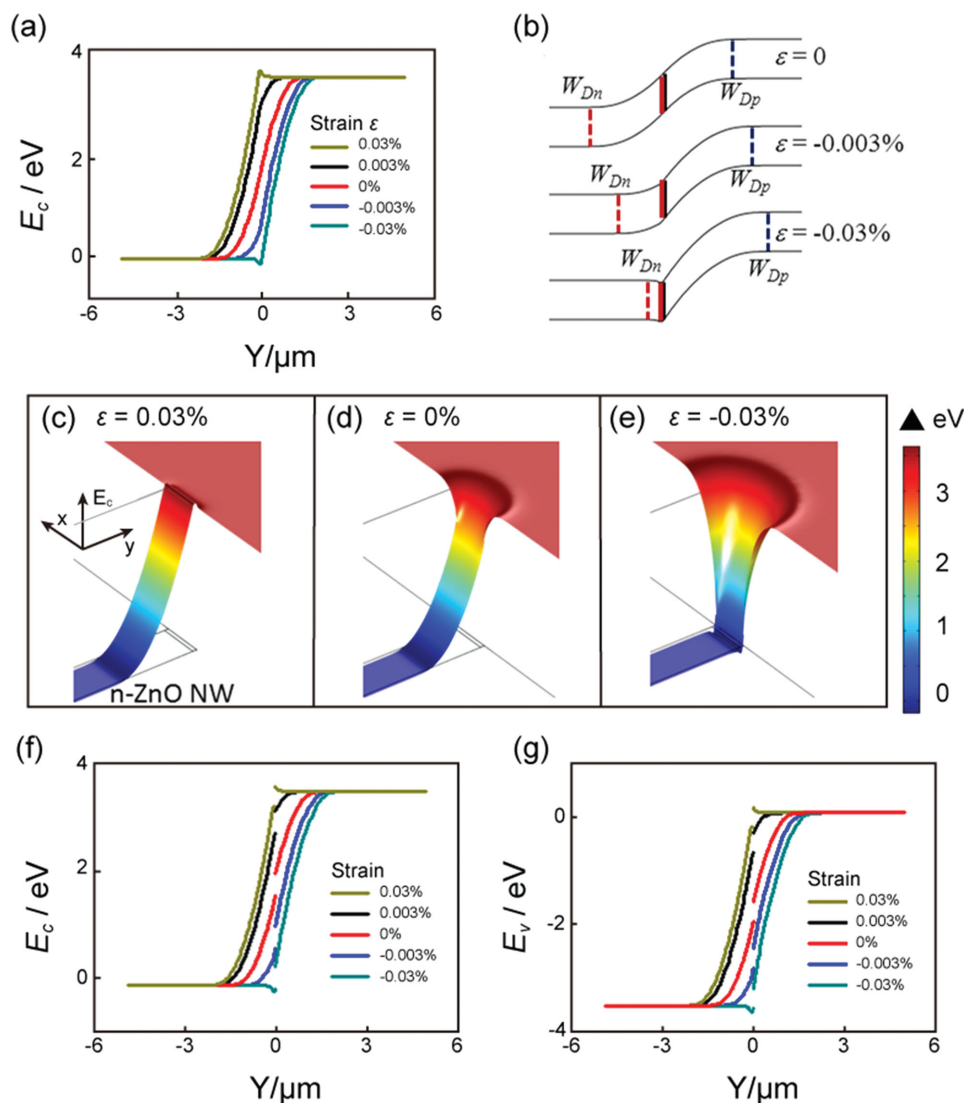 (a)
4
2
0
E_c / eV
Strain ε
0.03%
0.003%
0%
-0.003%
-0.03%
-6
-3
0
3
6
Y/μm
(b)
W_Dn
W_Dp
ε = 0
W_Dn
W_Dp
ε = -0.003%
W_Dn
W_Dp
ε = -0.03%
(c)
ε = 0.03%
E_c
x
y
n-ZnO NW
(d)
ε = 0%
(e)
ε = -0.03%
▲ eV
3
2
1
0
(f)
4
2
0
E_c / eV
Strain
0.03%
0.003%
0%
-0.003%
-0.03%
-6
-3
0
3
6
Y/μm
(g)
0
-2
-4
E_v / eV
Strain
0.03%
0.003%
0%
-0.003%
-0.03%
-6
-3
0
3
6
Y/μm